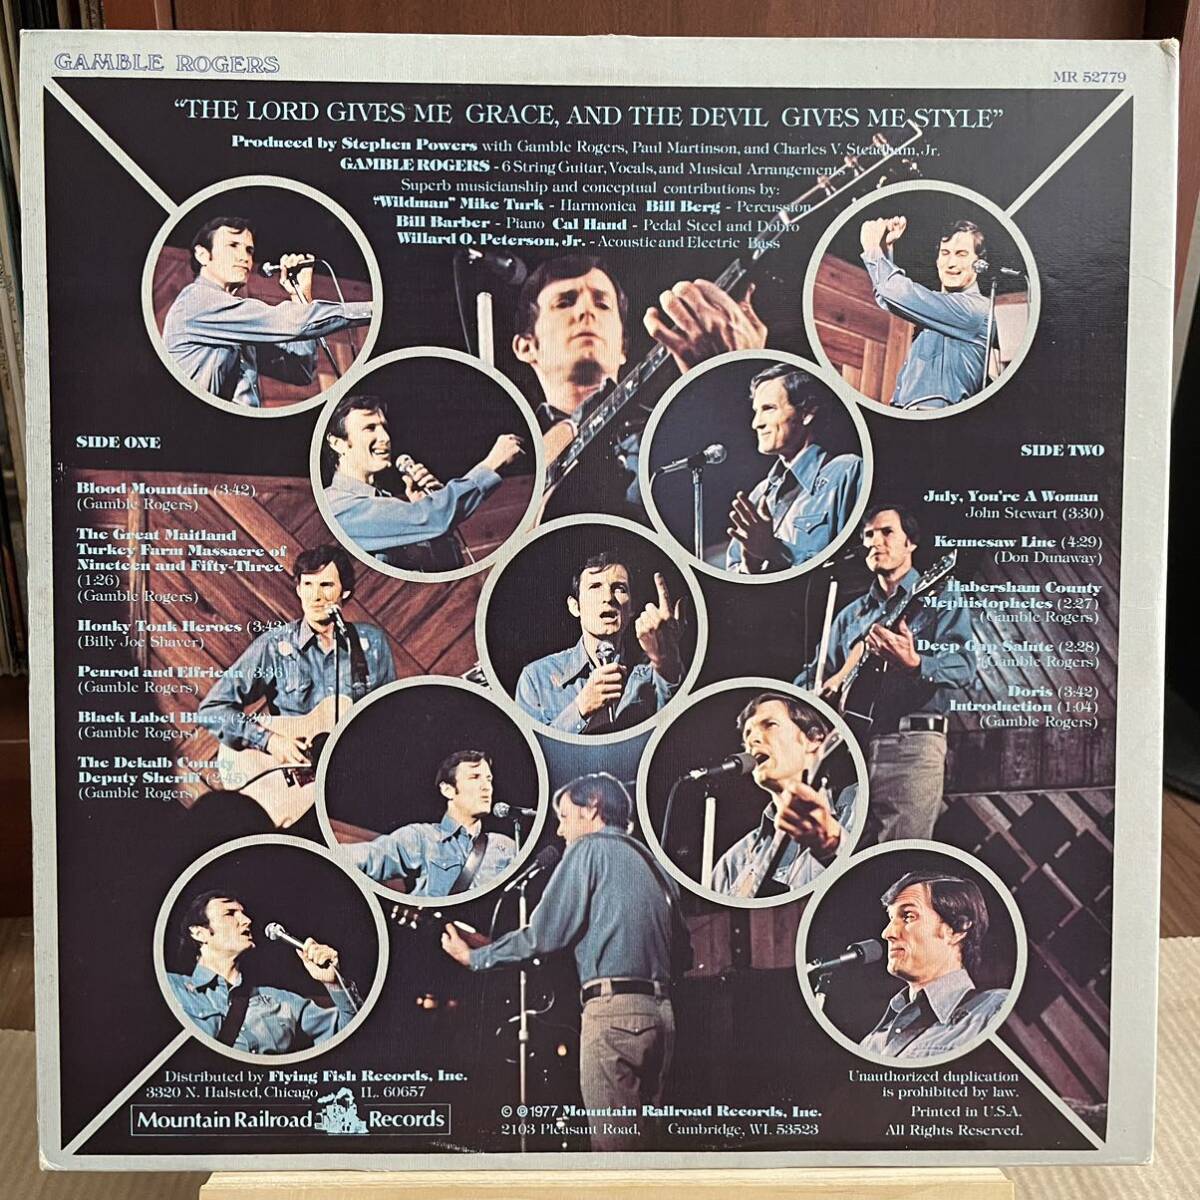 GAMBLE ROGERS
MR 52779
“THE LORD GIVES ME GRACE, AND THE DEVIL GIVES ME STYLE”
Produced by Stephen Powers with Gamble Rogers, Paul Martinson, and Charles V. Steadham, Jr.
GAMBLE ROGERS - 6 String Guitar, Vocals, and Musical Arrangements
Superb musicianship and conceptual contributions by:
“Wildman” Mike Turk - Harmonica Bill Berg - Percussion
Bill Barber - Piano Cal Hand - Pedal Steel and Dobro
Willard O. Peterson, Jr. - Acoustic and Electric Bass
SIDE ONE
Blood Mountain (3:42)
(Gamble Rogers)
The Great Maitland
Turkey Farm Massacre of
Nineteen and Fifty-Three
(1:26)
(Gamble Rogers)
Honky Tonk Heroes (3:43)
(Billy Joe Shaver)
Penrod and Elfrieda (3:36)
(Gamble Rogers)
Black Label Blues (2:30)
(Gamble Rogers)
The Dekalb County
Deputy Sheriff (2:45)
(Gamble Rogers)
SIDE TWO
July, You're A Woman
John Stewart (3:30)
Kennesaw Line (4:29)
(Don Dunaway)
Habersham County
Mephistopheles (2:27)
(Gamble Rogers)
Deep Gap Salute (2:28)
(Gamble Rogers)
Doris (3:42)
Introduction (1:04)
(Gamble Rogers)
Distributed by Flying Fish Records, Inc.
3320 N. Halsted, Chicago IL. 60657
Mountain Railroad Records
© ℗1977 Mountain Railroad Records, Inc.
2103 Pleasant Road, Cambridge, WI. 53523
Unauthorized duplication
is prohibited by law.
Printed in U.S.A.
All Rights Reserved.